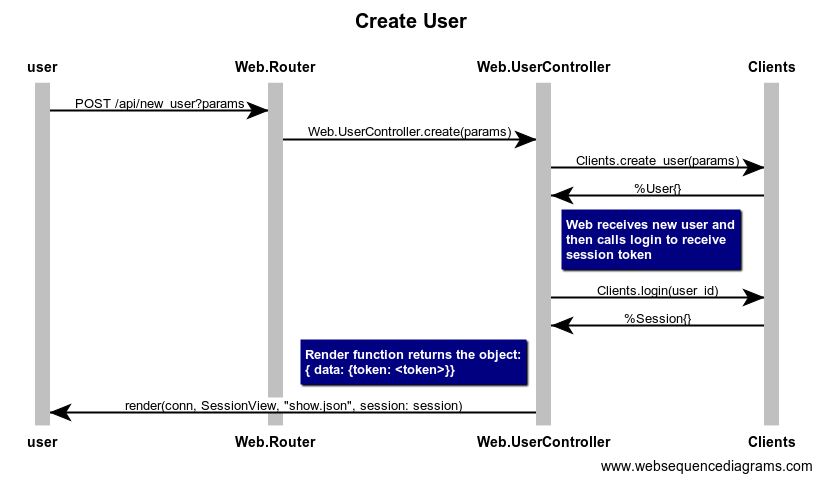 Create User
user Web.Router Web.UserController Clients
POST /api/new_user?params
Web.UserController.create(params)
Clients.create_user(params)
%User{}
Web receives new user and
then calls login to receive
session token
Clients.login(user_id)
%Session{}
Render function returns the object:
{ data: {token: <token>}}
render(conn, SessionView, "show.json", session: session)
user Web.Router Web.UserController Clients
www.websequencediagrams.com